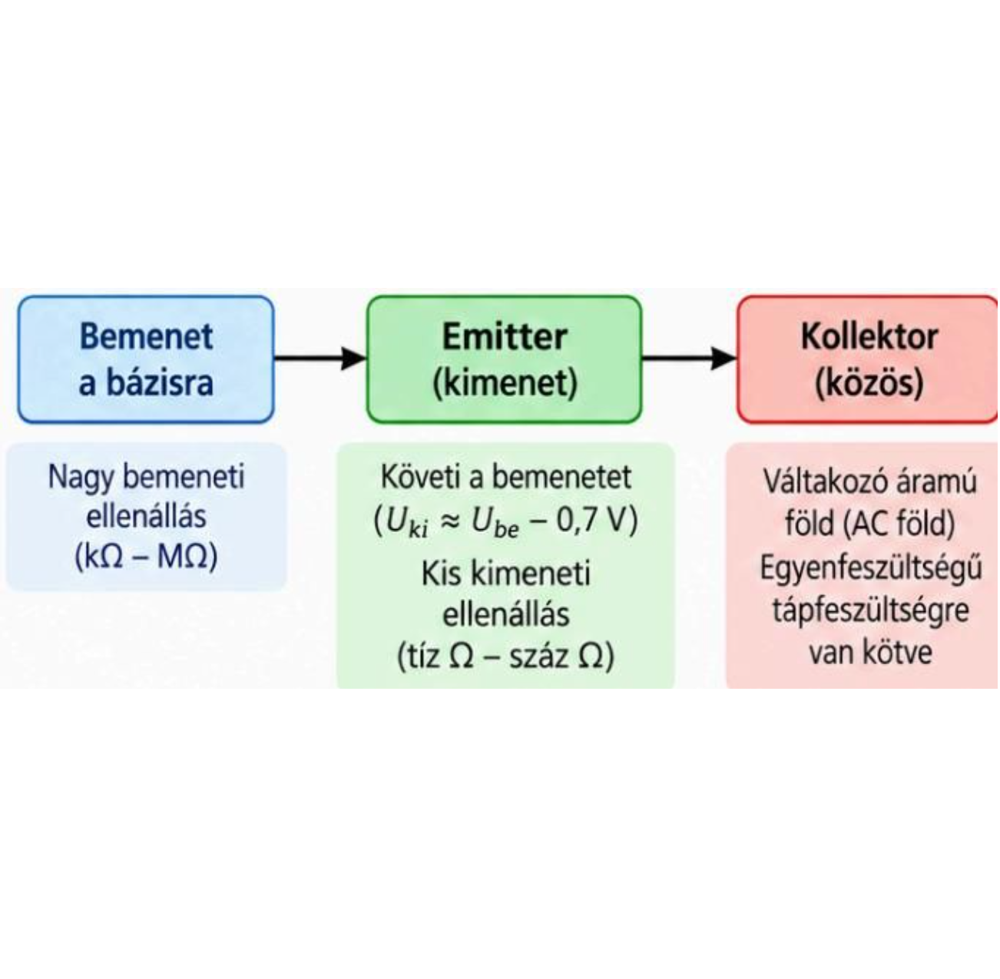 Bemenet
a bázisra
Emitter
(kimenet)
Kollektor
(közös)
Nagy bemeneti
ellenállás
(kΩ – MΩ)
Követi a bemenetet
(Uki ≈ Ube – 0,7 V)
Kis kimeneti
ellenállás
(tíz Ω – száz Ω)
Váltakozó áramú
föld (AC föld)
Egyenfeszültségű
tápfeszültségre
van kötve